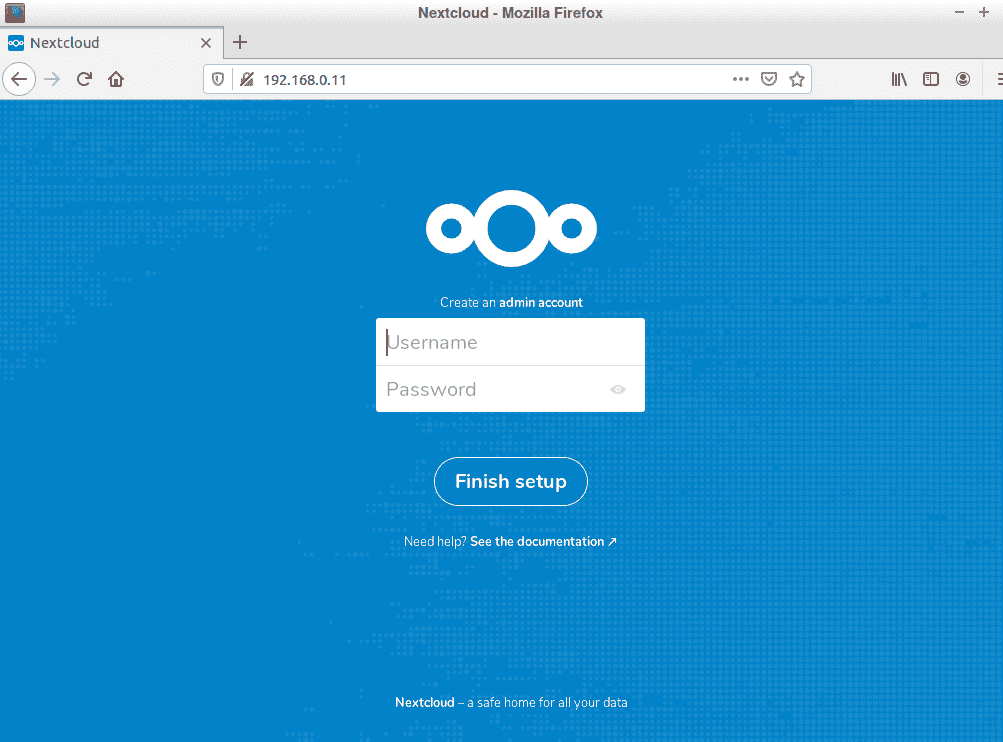 Nextcloud - Mozilla Firefox
Nextcloud
192.168.0.11
Create an admin account
Username
Password
Finish setup
Need help? See the documentation ↗
Nextcloud – a safe home for all your data